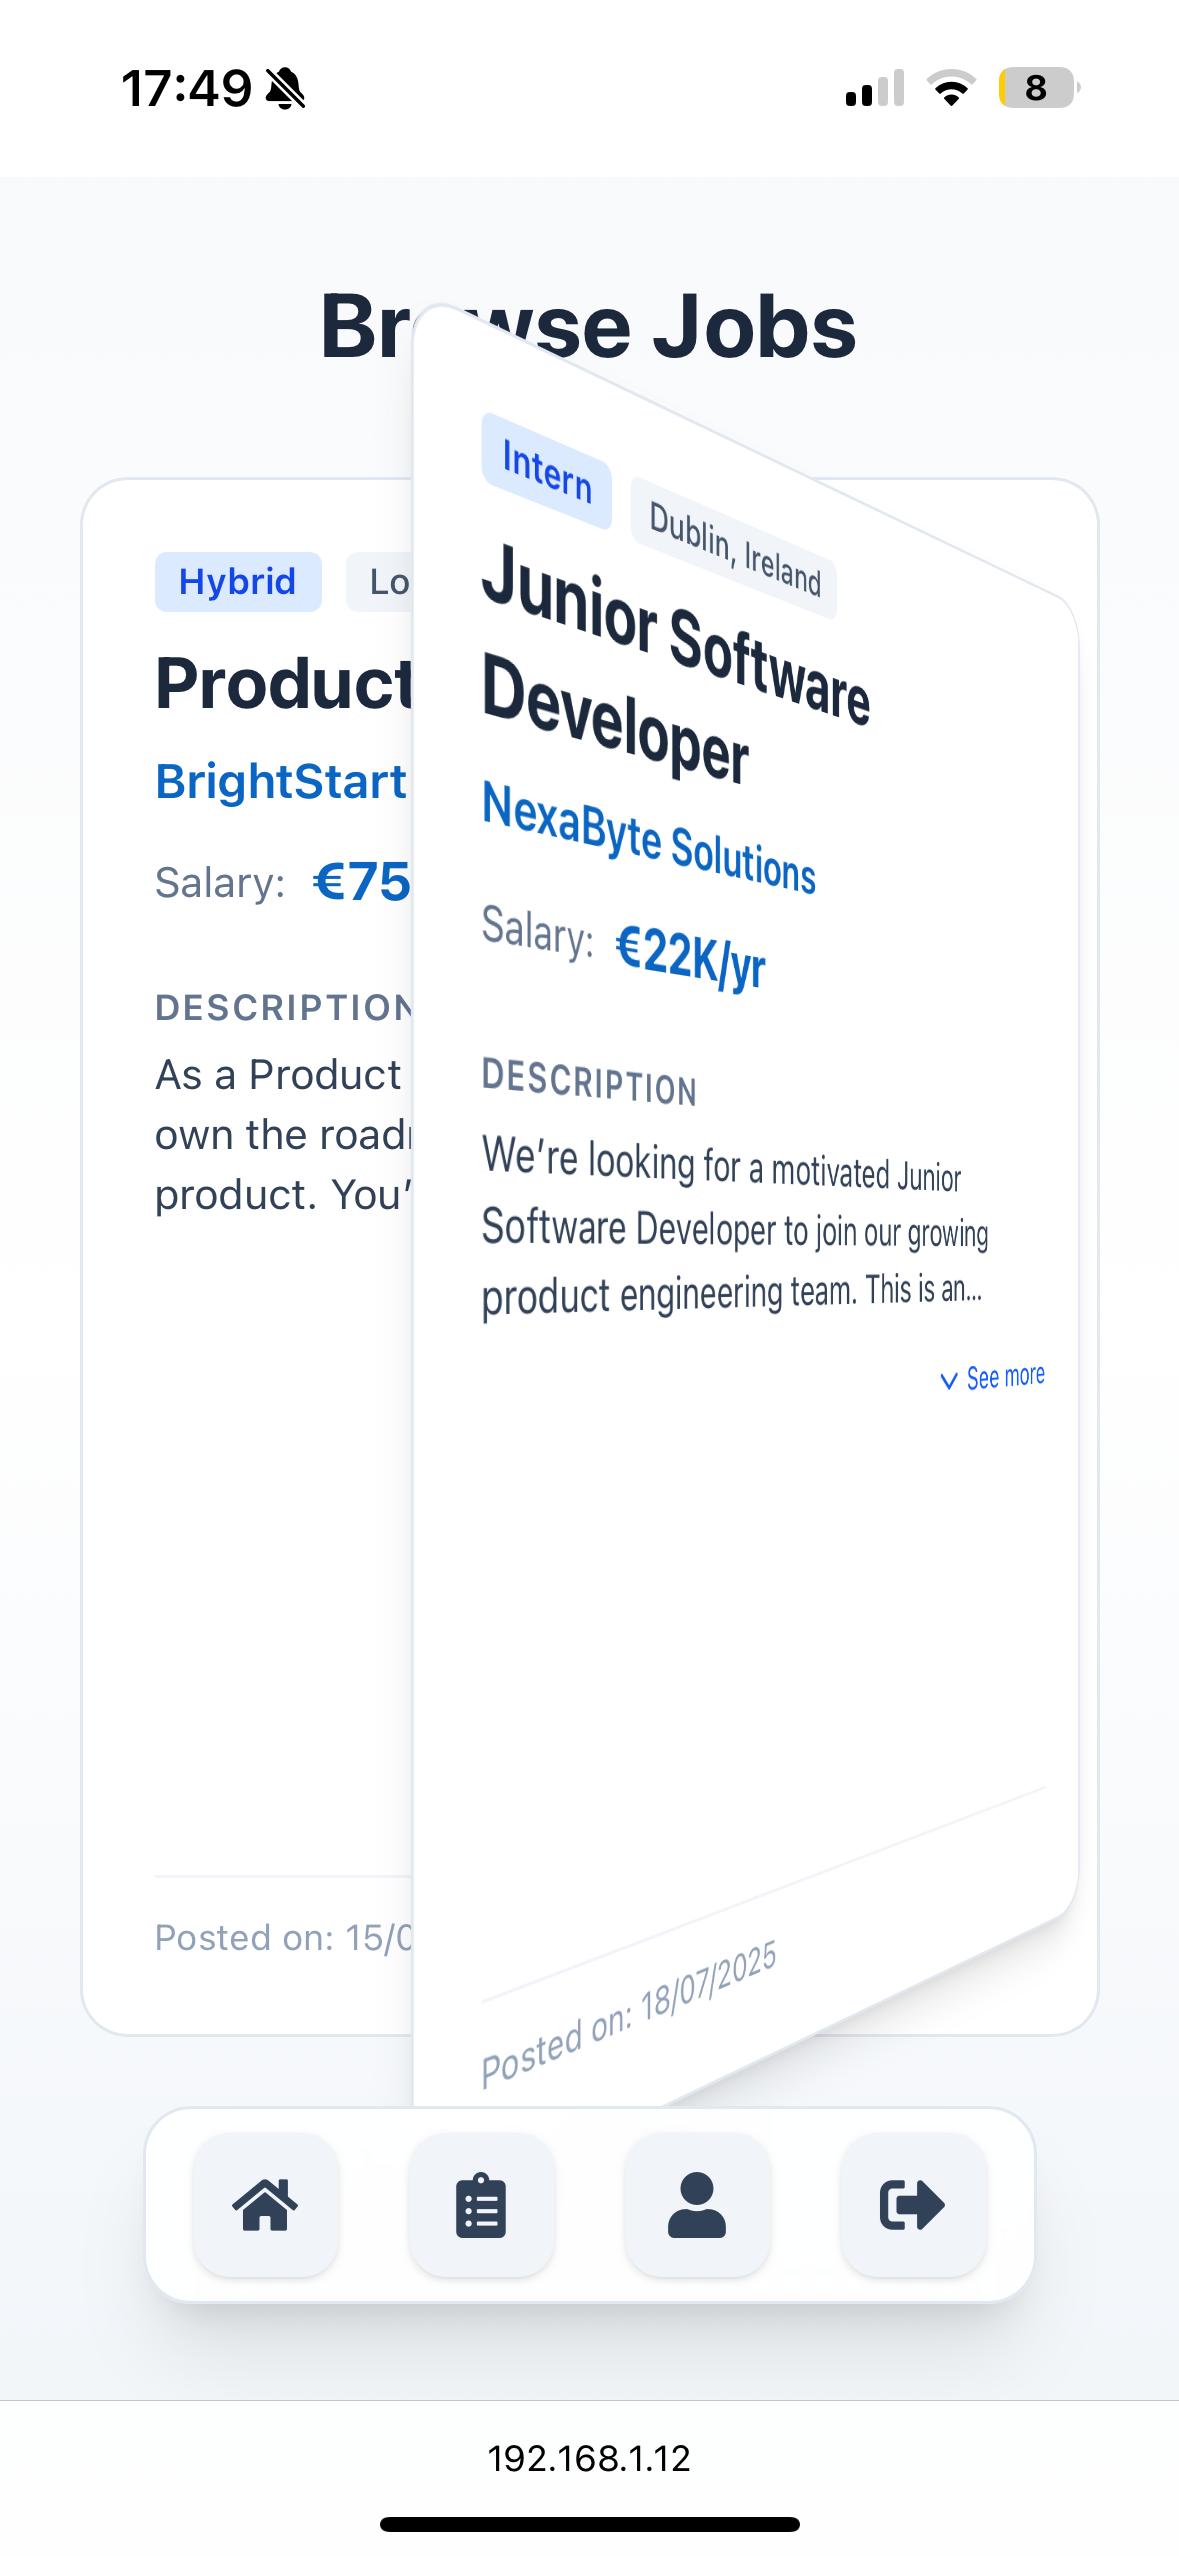 17:49
8
Browse Jobs
Hybrid Lo
Product
BrightStart
Salary: €75
DESCRIPTION
As a Product
own the road
product. You’
Posted on: 15/0
Intern
Dublin, Ireland
Junior Software
Developer
NexaByte Solutions
Salary: €22K/yr
DESCRIPTION
We’re looking for a motivated Junior
Software Developer to join our growing
product engineering team. This is an...
See more
Posted on: 18/07/2025
192.168.1.12